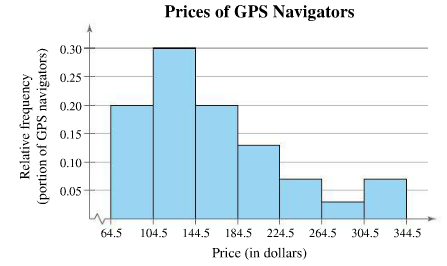 Prices of GPS Navigators
Relative frequency
(portion of GPS navigators)
0.30
0.25
0.20
0.15
0.10
0.05
64.5 104.5 144.5 184.5 224.5 264.5 304.5 344.5
Price (in dollars)